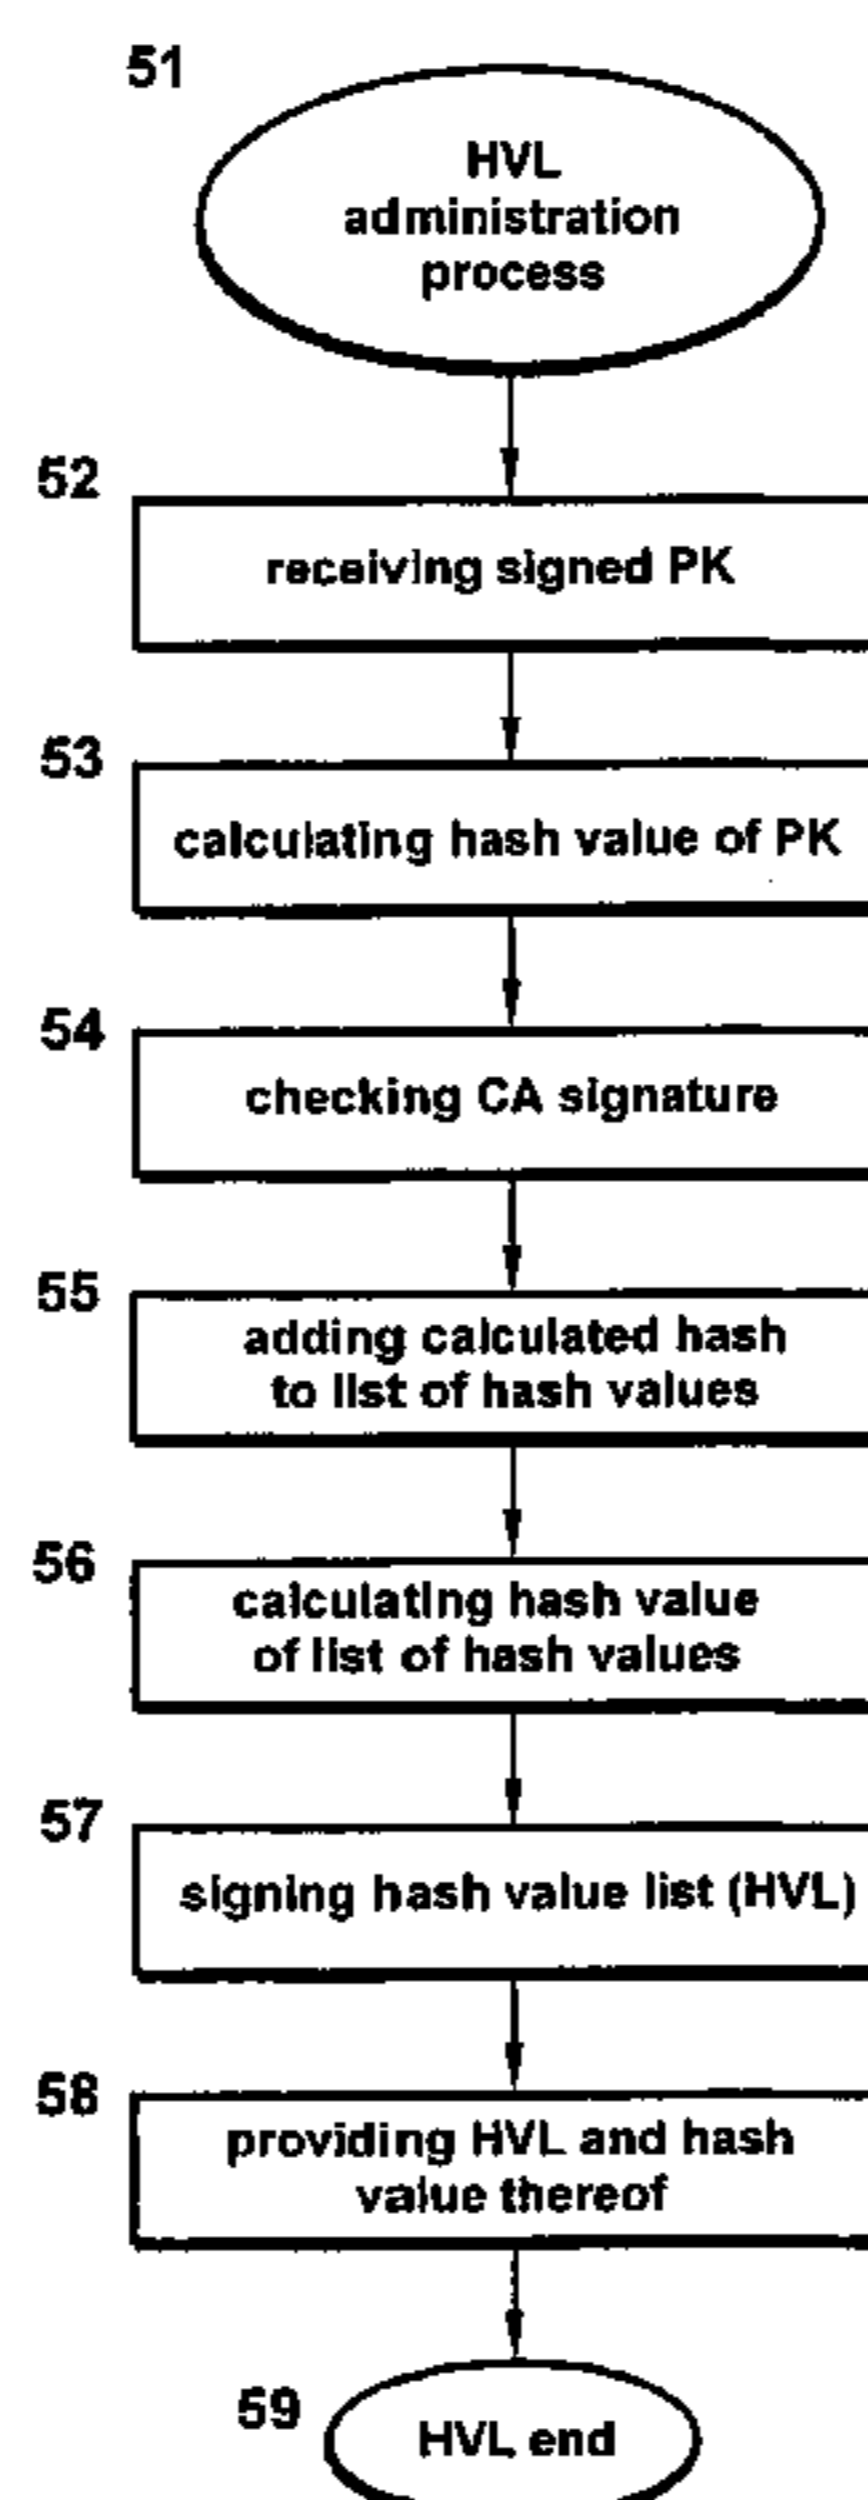 51
HVL
administration
process
52
receiving signed PK
53
calculating hash value of PK
54
checking CA signature
55
adding calculated hash
to list of hash values
56
calculating hash value
of list of hash values
57
signing hash value list (HVL)
58
providing HVL and hash
value thereof
59
HVL end